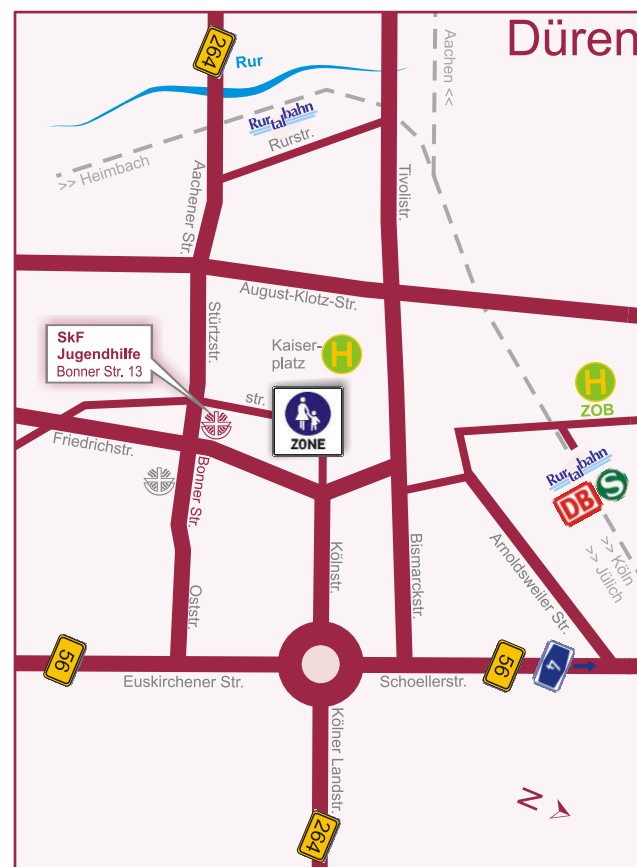 Düren
264
Rur
Aachen <<
Rurtalbahn
Rurstr.
>> Heimbach
Aachener Str.
Tivolistr.
August-Klotz-Str.
Stürtzstr.
Kaiser-
platz
H
SkF
Jugendhilfe
Bonner Str. 13
H
ZOB
str.
ZONE
Friedrichstr.
Bonner Str.
Rurtalbahn
DB
S
>> Köln
>> Jülich
Kölnstr.
Bismarckstr.
Arnoldsweiler Str.
Oststr.
56
Euskirchener Str.
Schoellerstr.
56
4
Kölner Landstr.
N
264